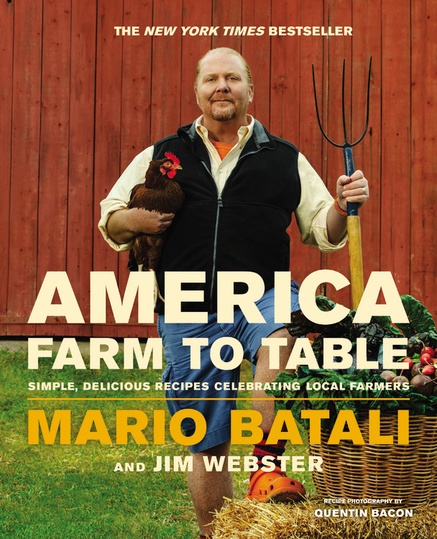 THE NEW YORK TIMES BESTSELLER
AMERICA
FARM TO TABLE
SIMPLE, DELICIOUS RECIPES CELEBRATING LOCAL FARMERS
MARIO BATALI
AND JIM WEBSTER
RECIPE PHOTOGRAPHY BY
QUENTIN BACON